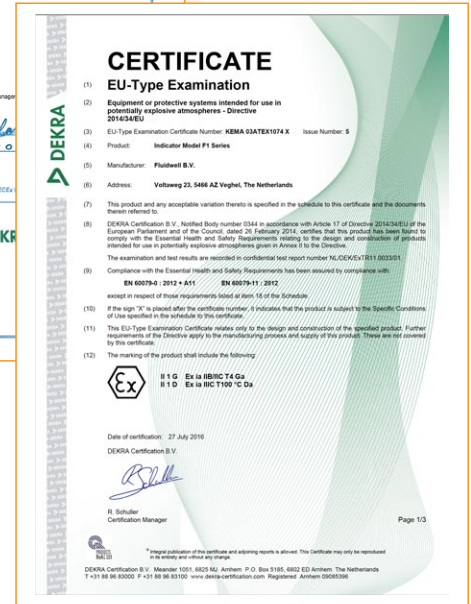 CERTIFICATE
(1) EU-Type Examination
(2) Equipment or protective systems intended for use in
potentially explosive atmospheres - Directive
2014/34/EU
(3) EU-Type Examination Certificate Number: KEMA 03ATEX1074 X Issue Number: 5
(4) Product: Indicator Model F1 Series
(5) Manufacturer: Fluidwell B.V.
(6) Address: Voltaweg 23, 5466 AZ Veghel, The Netherlands
(7) This product and any acceptable variation thereto is specified in the schedule to this certificate and the documents
therein referred to.
(8) DEKRA Certification B.V., Notified Body number 0344 in accordance with Article 17 of Directive 2014/34/EU of the
European Parliament and of the Council, dated 26 February 2014, certifies that this product has been found to
comply with the Essential Health and Safety Requirements relating to the design and construction of products
intended for use in potentially explosive atmospheres given in Annex II to the Directive.
The examination and test results are recorded in confidential test report number NL/DEK/ExTR11.0033/01.
(9) Compliance with the Essential Health and Safety Requirements has been assured by compliance with:
EN 60079-0 : 2012 + A11 EN 60079-11 : 2012
except in respect of those requirements listed at item 18 of the Schedule.
(10) If the sign "X" is placed after the certificate number, it indicates that the product is subject to the Specific Conditions
of Use specified in the schedule to this certificate.
(11) This EU-Type Examination Certificate relates only to the design and construction of the specified product. Further
requirements of the Directive apply to the manufacturing process and supply of this product. These are not covered
by this certificate.
(12) The marking of the product shall include the following:
Ex
II 1 G Ex ia IIB/IIC T4 Ga
II 1 D Ex ia IIIC T100 °C Da
Date of certification: 27 July 2016
DEKRA Certification B.V.
R. Schuller
Certification Manager
Page 1/3
Integral publication of this certificate and adjoining reports is allowed. This Certificate may only be reproduced
in its entirety and without any change.
DEKRA Certification B.V. Meander 1051, 6825 MJ Arnhem P.O. Box 5185, 6802 ED Arnhem The Netherlands
T +31 88 96 83000 F +31 88 96 83100 www.dekra-certification.com Registered Arnhem 09085396
DEKRA